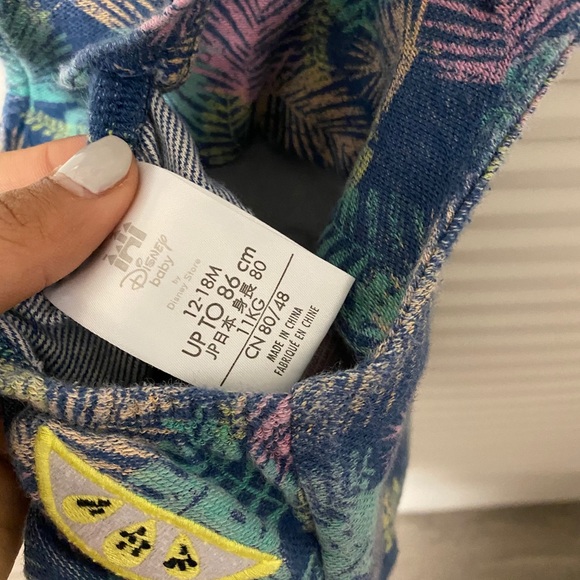 Disney
baby
by
Disney Store
12-18M
UP TO 86 cm
JP日本 身長 80
11KG
CN 80/48
MADE IN CHINA
FABRIQUÉ EN CHINE